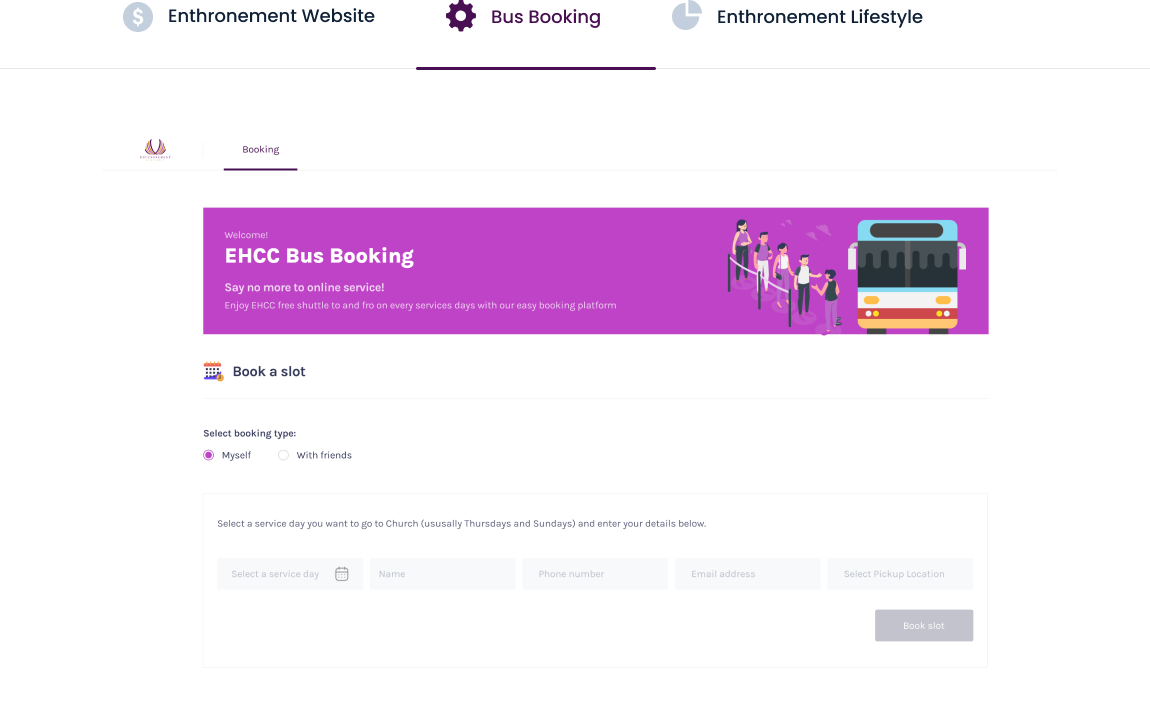 Enthronement Website
Bus Booking
Enthronement Lifestyle
Booking
Welcome!
EHCC Bus Booking
Say no more to online service!
Enjoy EHCC free shuttle to and fro on every services days with our easy booking platform
Book a slot
Select booking type:
Myself
With friends
Select a service day you want to go to Church (ususally Thursdays and Sundays) and enter your details below.
Select a service day
Name
Phone number
Email address
Select Pickup Location
Book slot